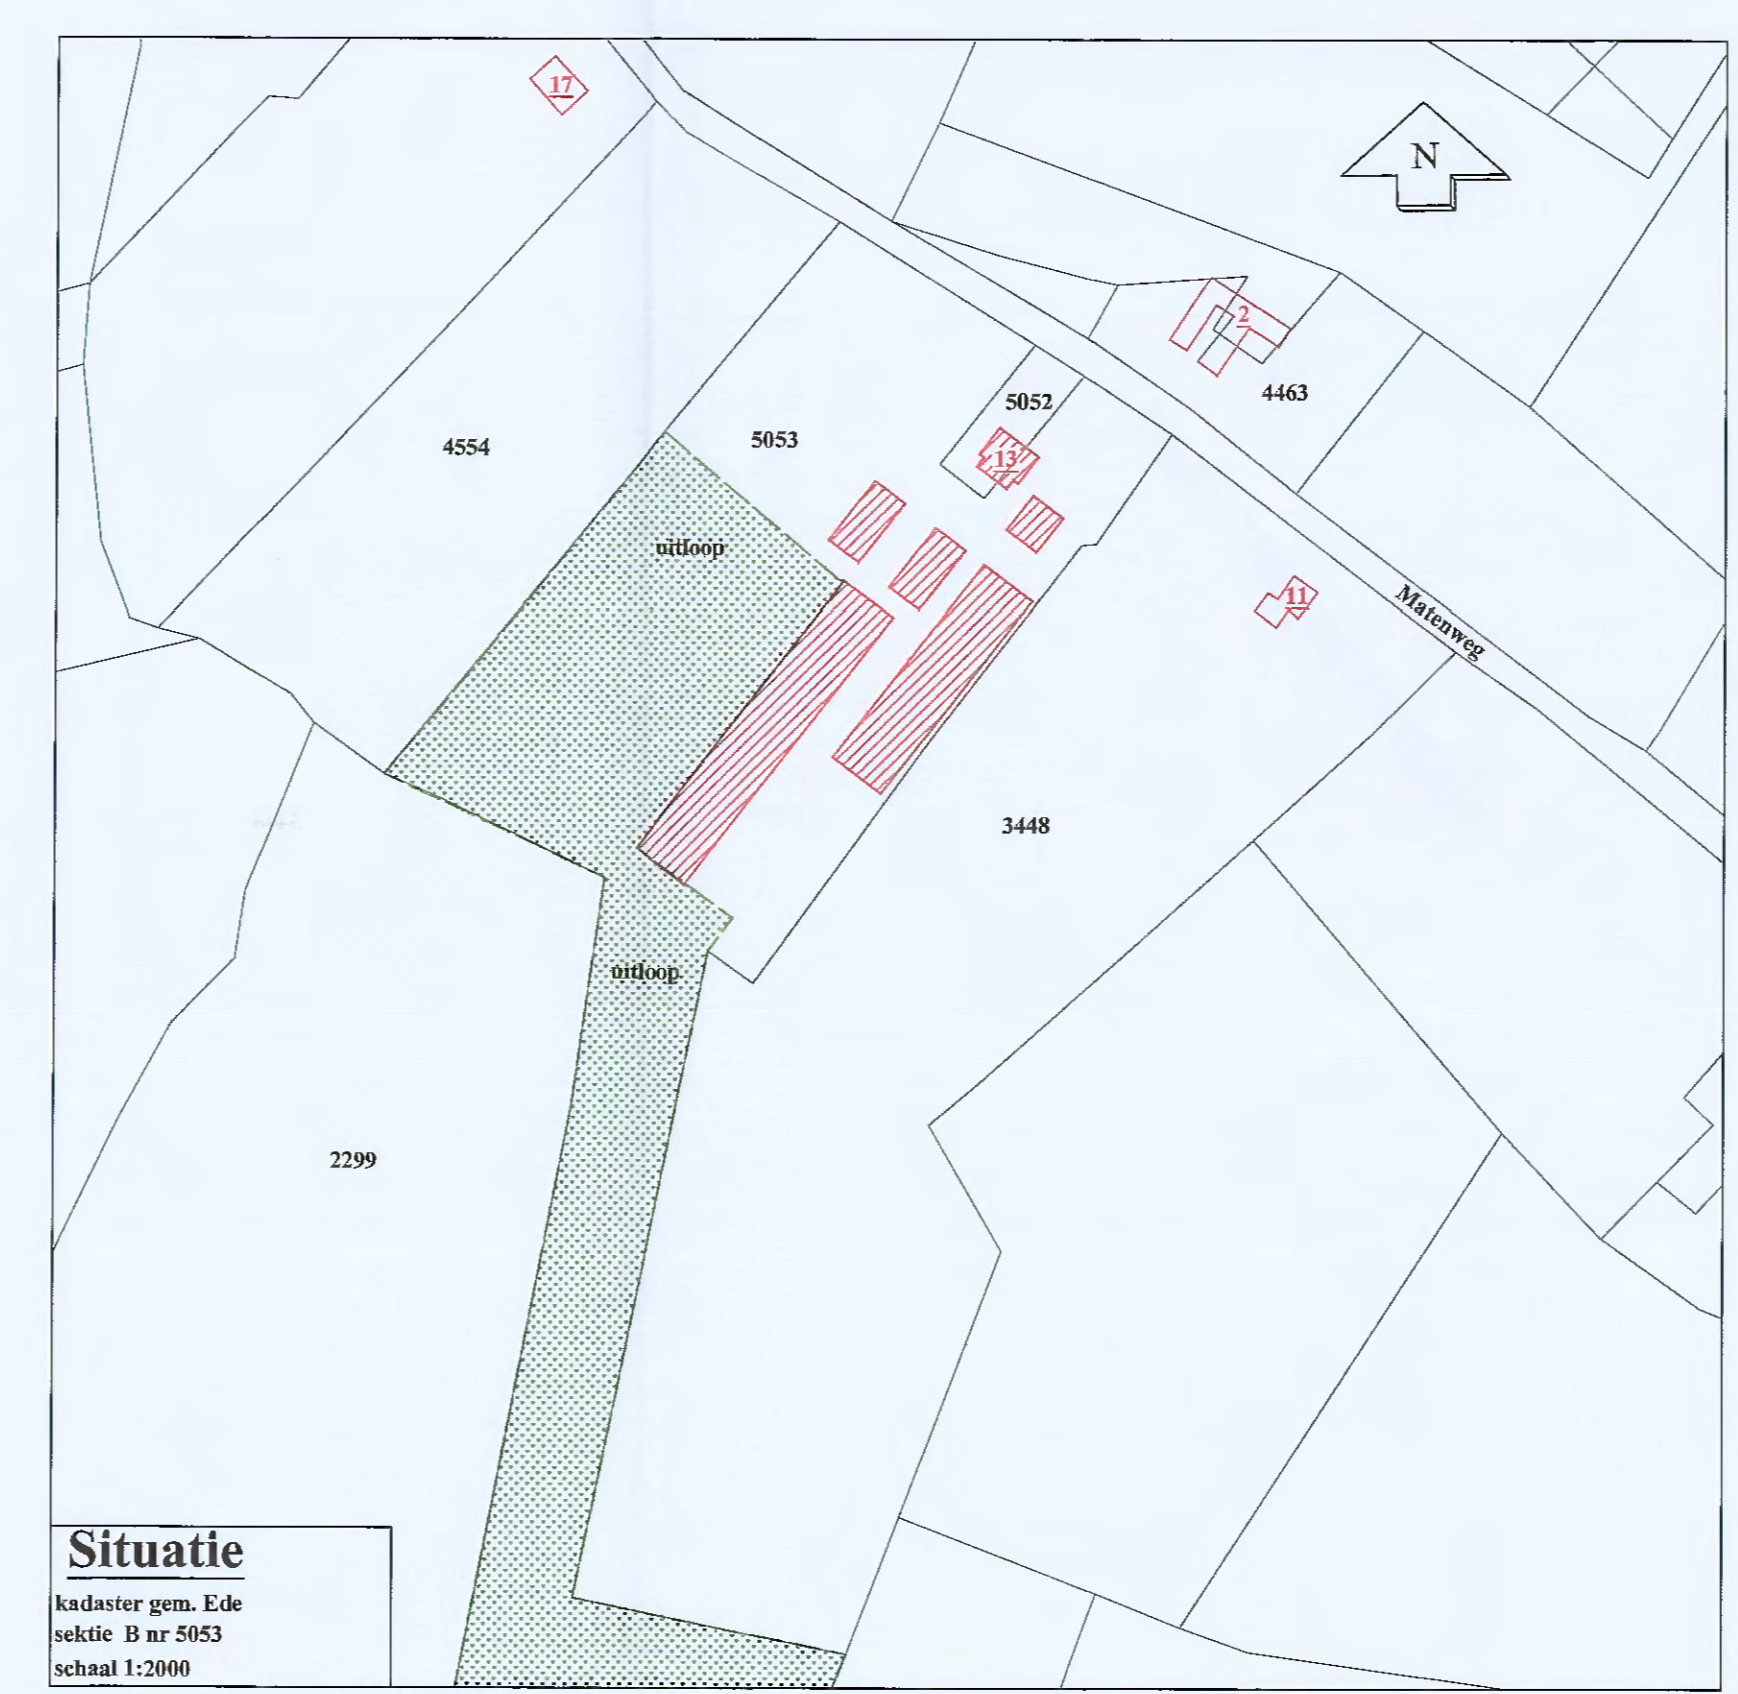 17
N
2
4463
5052
4554
5053
13
uitloop
11
Matenweg
3448
uitloop
2299
Situatie
kadaster gem. Ede
sektie B nr 5053
schaal 1:2000